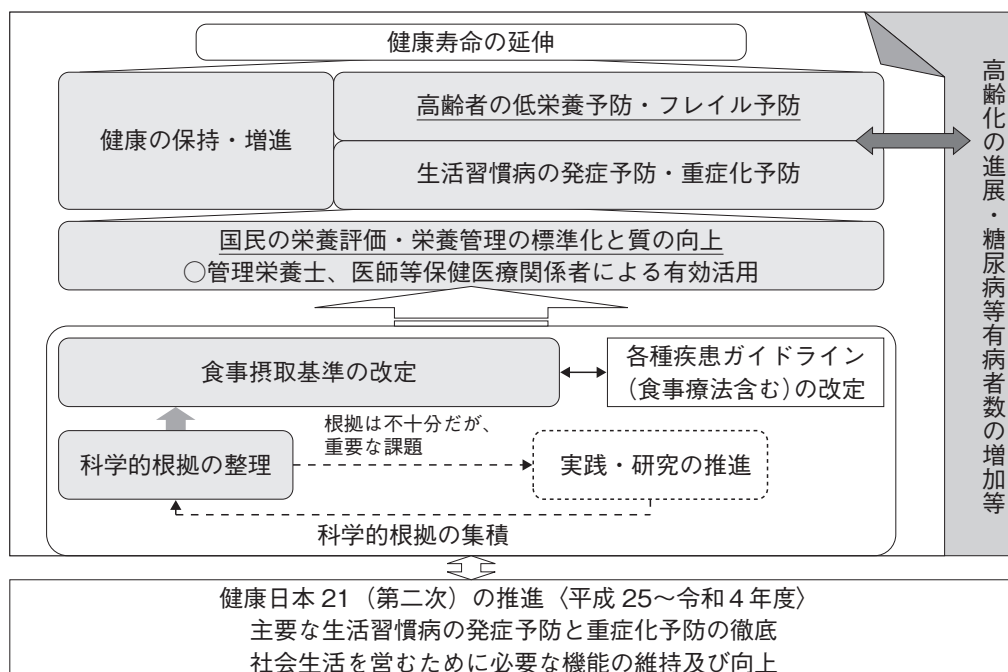 健康寿命の延伸
健康の保持・増進
高齢者の低栄養予防・フレイル予防
生活習慣病の発症予防・重症化予防
国民の栄養評価・栄養管理の標準化と質の向上
○管理栄養士、医師等保健医療関係者による有効活用
食事摂取基準の改定
各種疾患ガイドライン
（食事療法含む）の改定
根拠は不十分だが、
重要な課題
科学的根拠の整理
実践・研究の推進
科学的根拠の集積
高齢化の進展・糖尿病等有病者数の増加等
健康日本 21（第二次）の推進〈平成 25～令和４年度〉
主要な生活習慣病の発症予防と重症化予防の徹底
社会生活を営むために必要な機能の維持及び向上